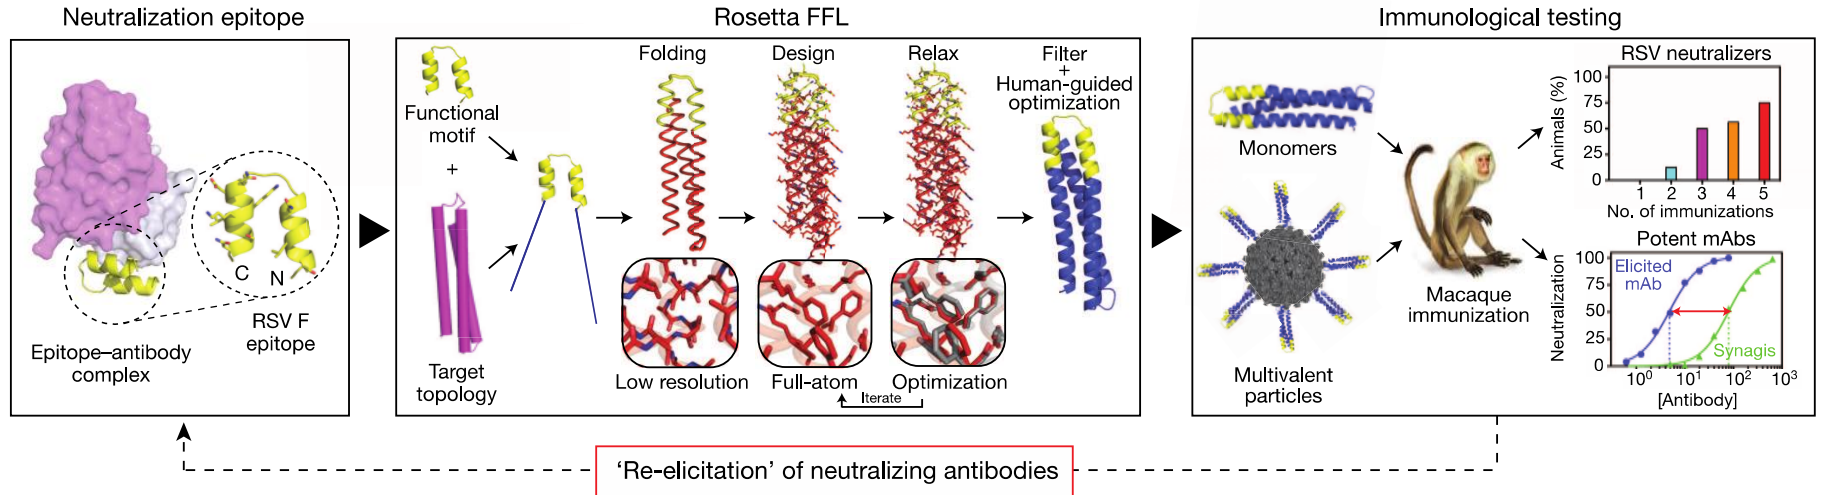 Neutralization epitope
C
N
RSV F
epitope
Epitope–antibody
complex
Rosetta FFL
Functional
motif
+
Target
topology
Folding
Design
Relax
Filter
+
Human-guided
optimization
Low resolution
Full-atom
Optimization
Iterate
Immunological testing
Monomers
Multivalent
particles
Macaque
immunization
RSV neutralizers
Animals (%)
100
75
50
25
0
1 2 3 4 5
No. of immunizations
Potent mAbs
Neutralization
100
75
50
25
0
Elicited
mAb
Synagis
10⁰ 10¹ 10² 10³
[Antibody]
‘Re-elicitation’ of neutralizing antibodies